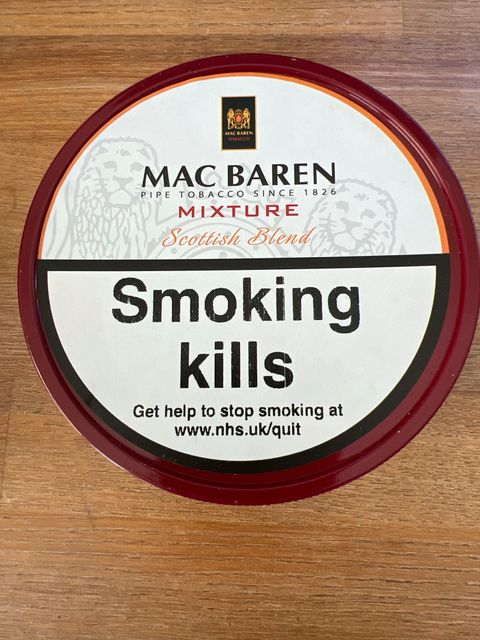 MAC BAREN
TOBACCO
MAC BAREN
PIPE TOBACCO SINCE 1826
MIXTURE
Scottish Blend
Smoking
kills
Get help to stop smoking at
www.nhs.uk/quit